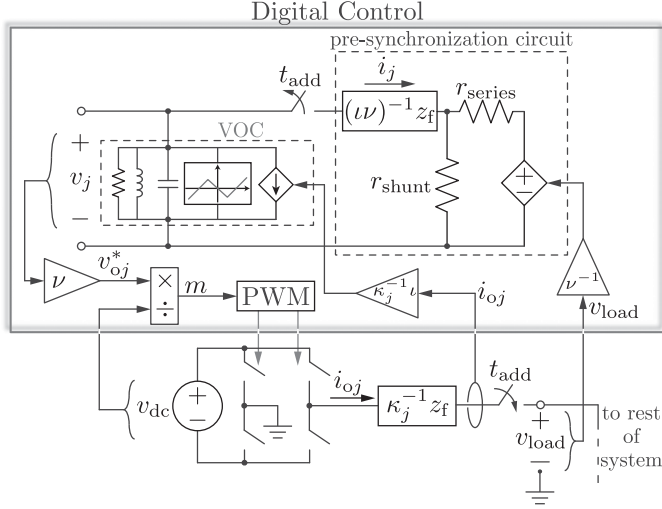 Digital Control
pre-synchronization circuit
t_add
i_j
(ιν)^{-1} z_f
r_series
VOC
+
v_j
−
r_shunt
+
−
ν
v*_oj
×
÷
m
PWM
κ_j^{-1}ι
i_oj
ν^{-1}
v_load
v_dc
+
−
i_oj
κ_j^{-1} z_f
t_add
+
v_load
−
to rest
of
system